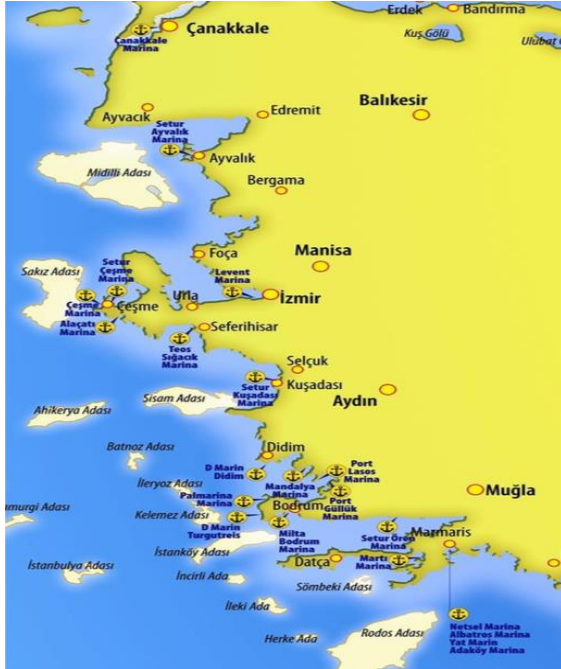 Erdek
Bandırma
Kuş Gölü
Ulubat G
Çanakkale
Çanakkale
Marina
Balıkesir
Ayvacık
Edremit
Setur
Ayvalık
Marina
Ayvalık
Midilli Adası
Bergama
Foça
Manisa
Sakız Adası
Setur
Çeşme
Marina
Levent
Marina
Çeşme
Marina
Çeşme
Urla
İzmir
Alaçatı
Marina
Seferihisar
Teos
Sığacık
Marina
Selçuk
Setur
Kuşadası
Marina
Kuşadası
Sisam Adası
Aydın
Ahikerya Adası
Didim
Batnoz Adası
D Marin
Didim
Mandalya
Marina
Port
Lasos
Marina
İleryoz Adası
Muğla
Palmarina
Marina
Bodrum
Port
Güllük
Marina
umurgi Adası
Kelemez Adası
D Marin
Turgutreis
Milta
Bodrum
Marina
Setur Ören
Marina
Marmaris
İstanköy Adası
Datça
Martı
Marina
İstanbulya Adası
İncirli Ada
Sömbeki Adası
İleki Ada
Herke Ada
Rodos Adası
Netsel Marina
Albatros Marina
Yat Marin
Adaköy Marina